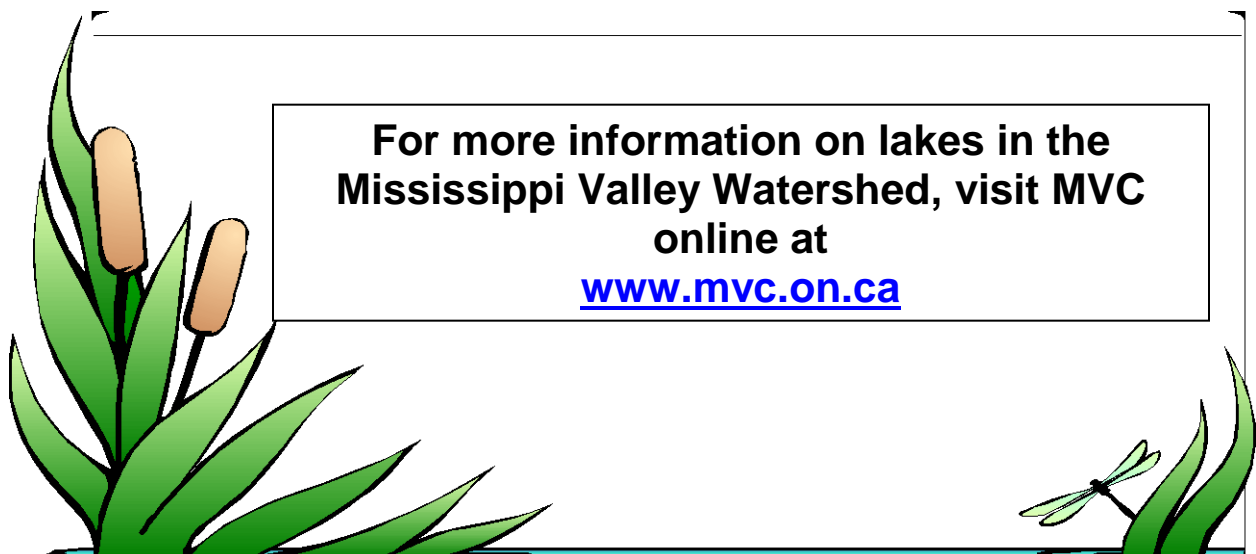 For more information on lakes in the
Mississippi Valley Watershed, visit MVC
online at
www.mvc.on.ca